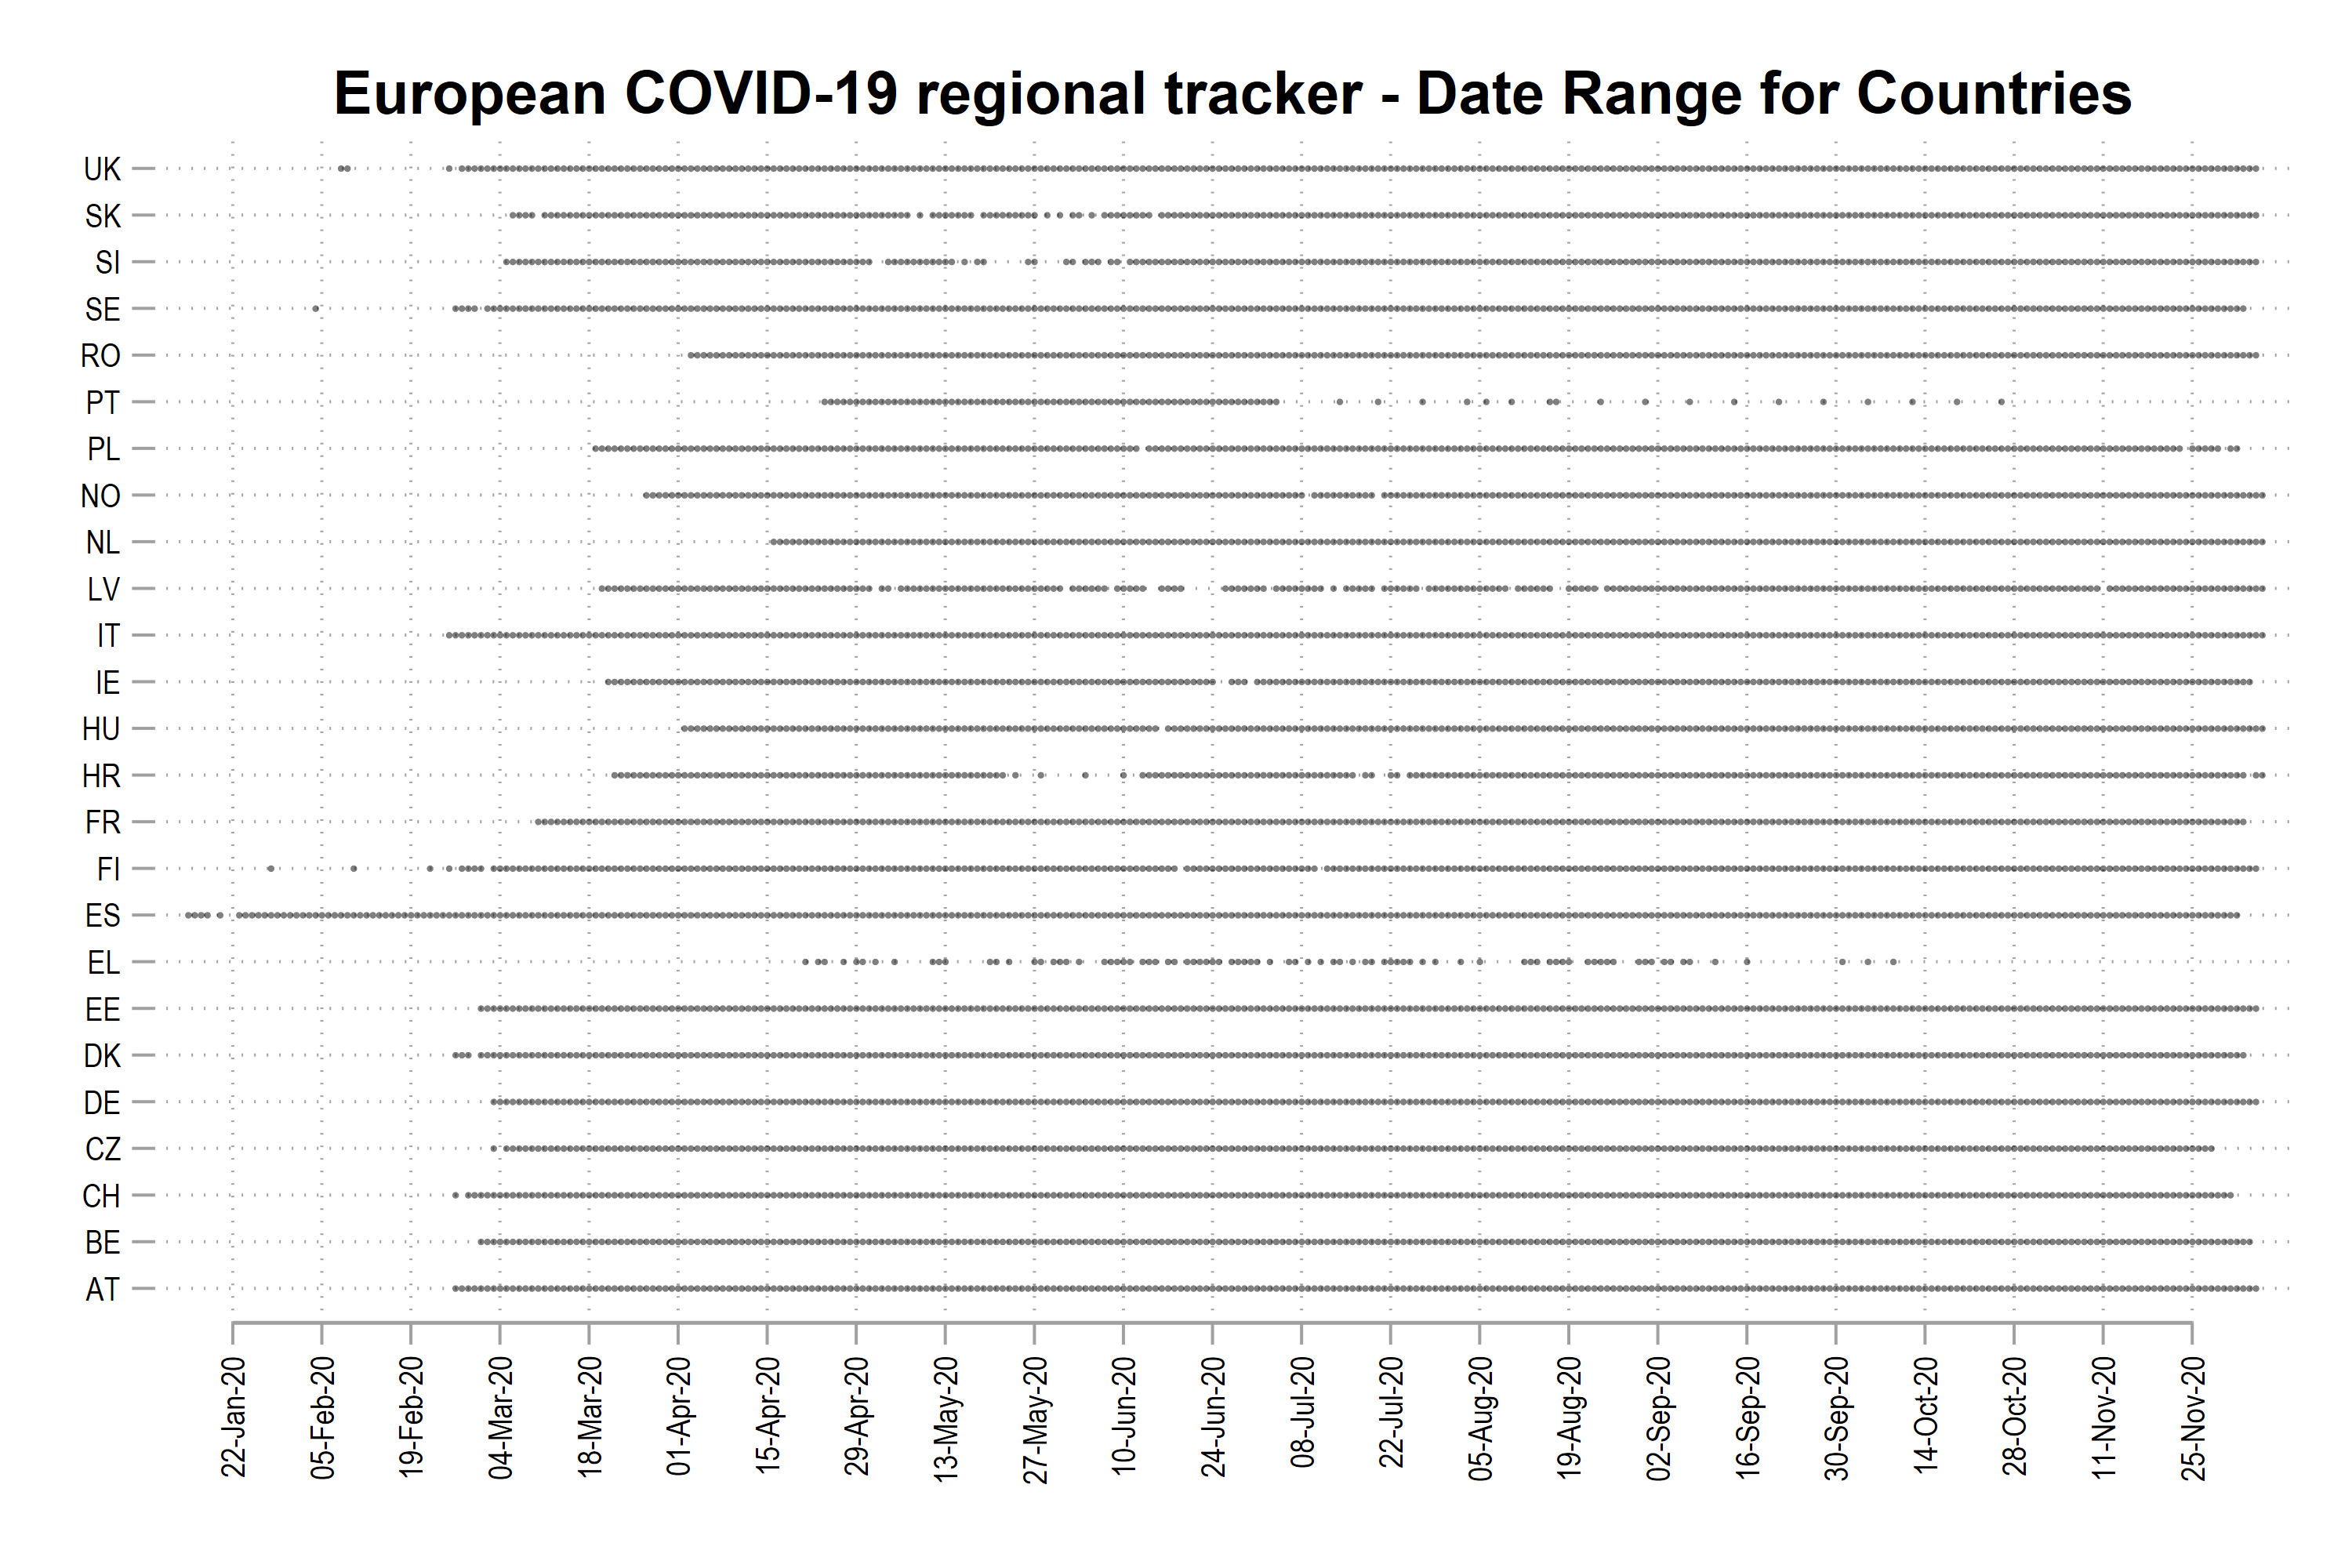 European COVID-19 regional tracker - Date Range for Countries
UK
SK
SI
SE
RO
PT
PL
NO
NL
LV
IT
IE
HU
HR
FR
FI
ES
EL
EE
DK
DE
CZ
CH
BE
AT
22-Jan-20
05-Feb-20
19-Feb-20
04-Mar-20
18-Mar-20
01-Apr-20
15-Apr-20
29-Apr-20
13-May-20
27-May-20
10-Jun-20
24-Jun-20
08-Jul-20
22-Jul-20
05-Aug-20
19-Aug-20
02-Sep-20
16-Sep-20
30-Sep-20
14-Oct-20
28-Oct-20
11-Nov-20
25-Nov-20